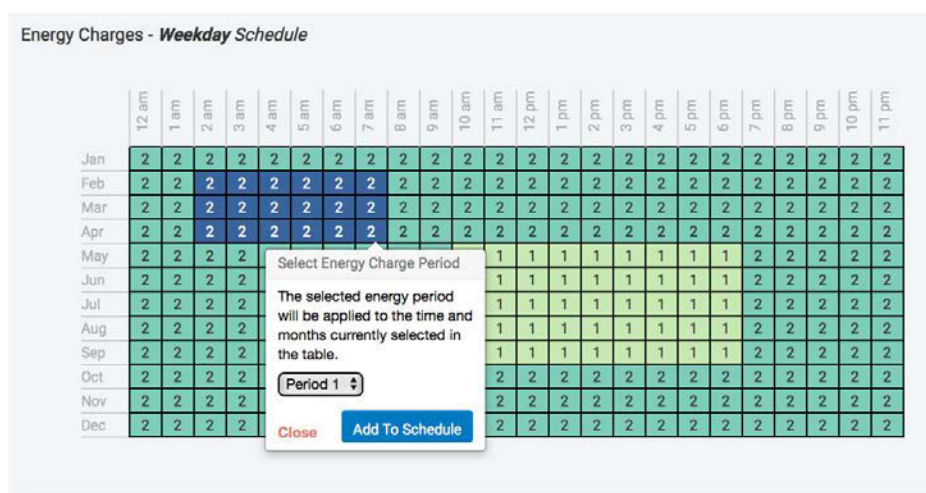 Energy Charges - Weekday Schedule
12 am 1 am 2 am 3 am 4 am 5 am 6 am 7 am 8 am 9 am 10 am 11 am 12 pm 1 pm 2 pm 3 pm 4 pm 5 pm 6 pm 7 pm 8 pm 9 pm 10 pm 11 pm
Jan 2 2 2 2 2 2 2 2 2 2 2 2 2 2 2 2 2 2 2 2 2 2 2 2
Feb 2 2 2 2 2 2 2 2 2 2 2 2 2 2 2 2 2 2 2 2 2 2 2 2
Mar 2 2 2 2 2 2 2 2 2 2 2 2 2 2 2 2 2 2 2 2 2 2 2 2
Apr 2 2 2 2 2 2 2 2 2 2 2 2 2 2 2 2 2 2 2 2 2 2 2 2
May 2 2 2 2 1 1 1 1 1 1 1 1 2 2 2 2 2
Jun 2 2 2 2 1 1 1 1 1 1 1 1 2 2 2 2 2
Jul 2 2 2 2 1 1 1 1 1 1 1 1 2 2 2 2 2
Aug 2 2 2 2 1 1 1 1 1 1 1 1 2 2 2 2 2
Sep 2 2 2 2 1 1 1 1 1 1 1 1 2 2 2 2 2
Oct 2 2 2 2 2 2 2 2 2 2 2 2 2 2 2 2 2
Nov 2 2 2 2 2 2 2 2 2 2 2 2 2 2 2 2 2
Dec 2 2 2 2 2 2 2 2 2 2 2 2 2 2 2 2 2
Select Energy Charge Period
The selected energy period
will be applied to the time and
months currently selected in
the table.
Period 1
Close Add To Schedule